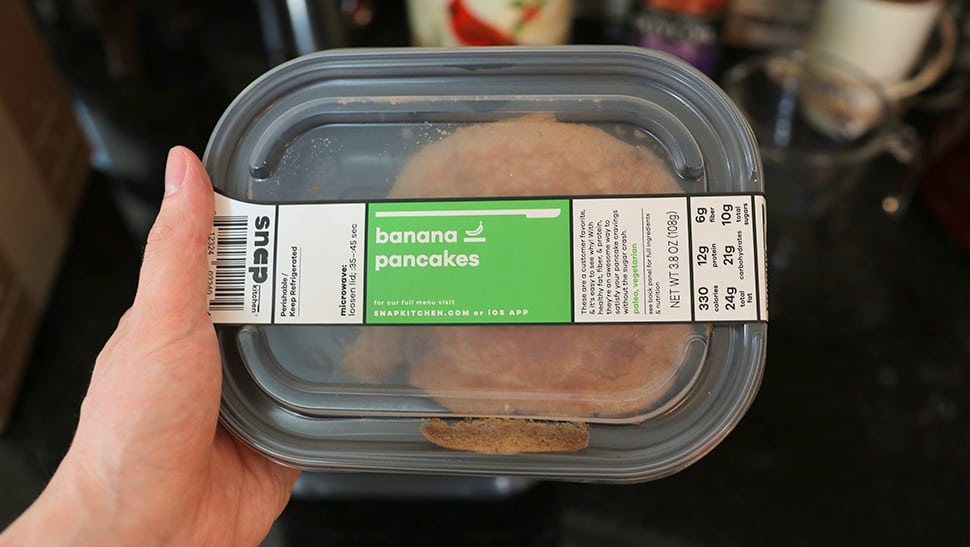 snap
kitchen
Perishable /
Keep Refrigerated
microwave:
loosen lid; :35–:45 sec
banana
pancakes
for our full menu visit
SNAPKITCHEN.COM or iOS APP
These are a customer favorite,
& it's easy to see why! With
healthy fat, fiber, & protein,
they're an awesome way to
satisfy your pancake cravings
without the sugar crash.
paleo, vegetarian
see back panel for full ingredients
& nutrition
NET WT 3.8 OZ (108g)
330
calories
12g
protein
6g
fiber
24g
total
fat
21g
total
carbohydrates
10g
total
sugars